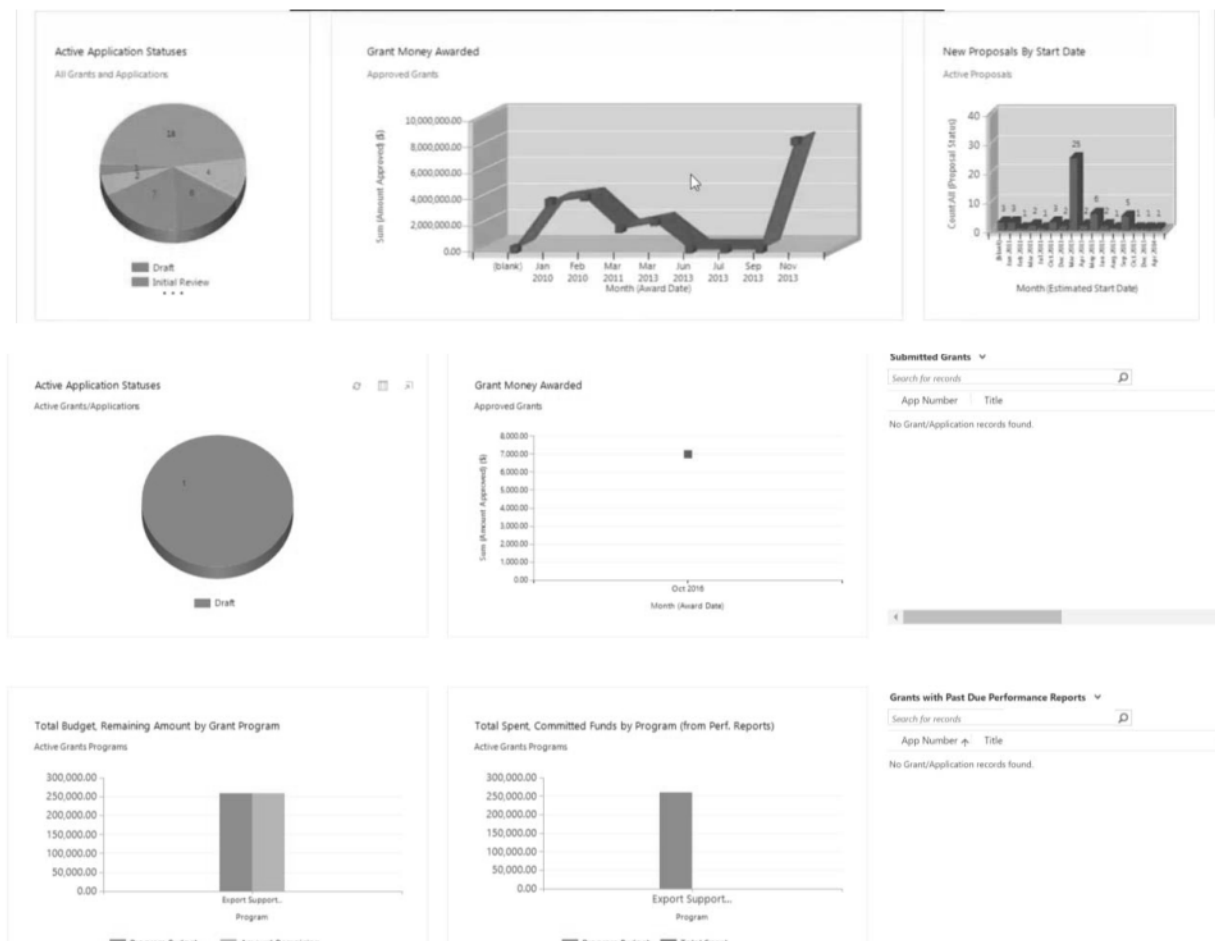 Active Application Statuses
All Grants and Applications
4
Draft
Initial Review
Grant Money Awarded
Approved Grants
Sum (Amount Approved) ($)
10,000,000.00
8,000,000.00
6,000,000.00
4,000,000.00
2,000,000.00
0.00
(blank) Jan 2010 Feb 2010 Mar 2011 Mar 2013 Jun 2013 Jul 2013 Sep 2013 Nov 2013
Month (Award Date)
New Proposals By Start Date
Active Proposals
Count:All (Proposal Status)
40
30
20
10
0
25
6
5
Month (Estimated Start Date)
Active Application Statuses
Active Grants/Applications
Draft
Grant Money Awarded
Approved Grants
Sum (Amount Approved) ($)
8,000.00
7,000.00
6,000.00
5,000.00
4,000.00
3,000.00
2,000.00
1,000.00
0.00
Oct 2016
Month (Award Date)
Submitted Grants
Search for records
App Number Title
No Grant/Application records found.
Total Budget, Remaining Amount by Grant Program
Active Grants Programs
300,000.00
250,000.00
200,000.00
150,000.00
100,000.00
50,000.00
0.00
Export Support...
Program
Total Spent, Committed Funds by Program (from Perf. Reports)
Active Grants Programs
300,000.00
250,000.00
200,000.00
150,000.00
100,000.00
50,000.00
0.00
Export Support...
Program
Grants with Past Due Performance Reports
Search for records
App Number Title
No Grant/Application records found.